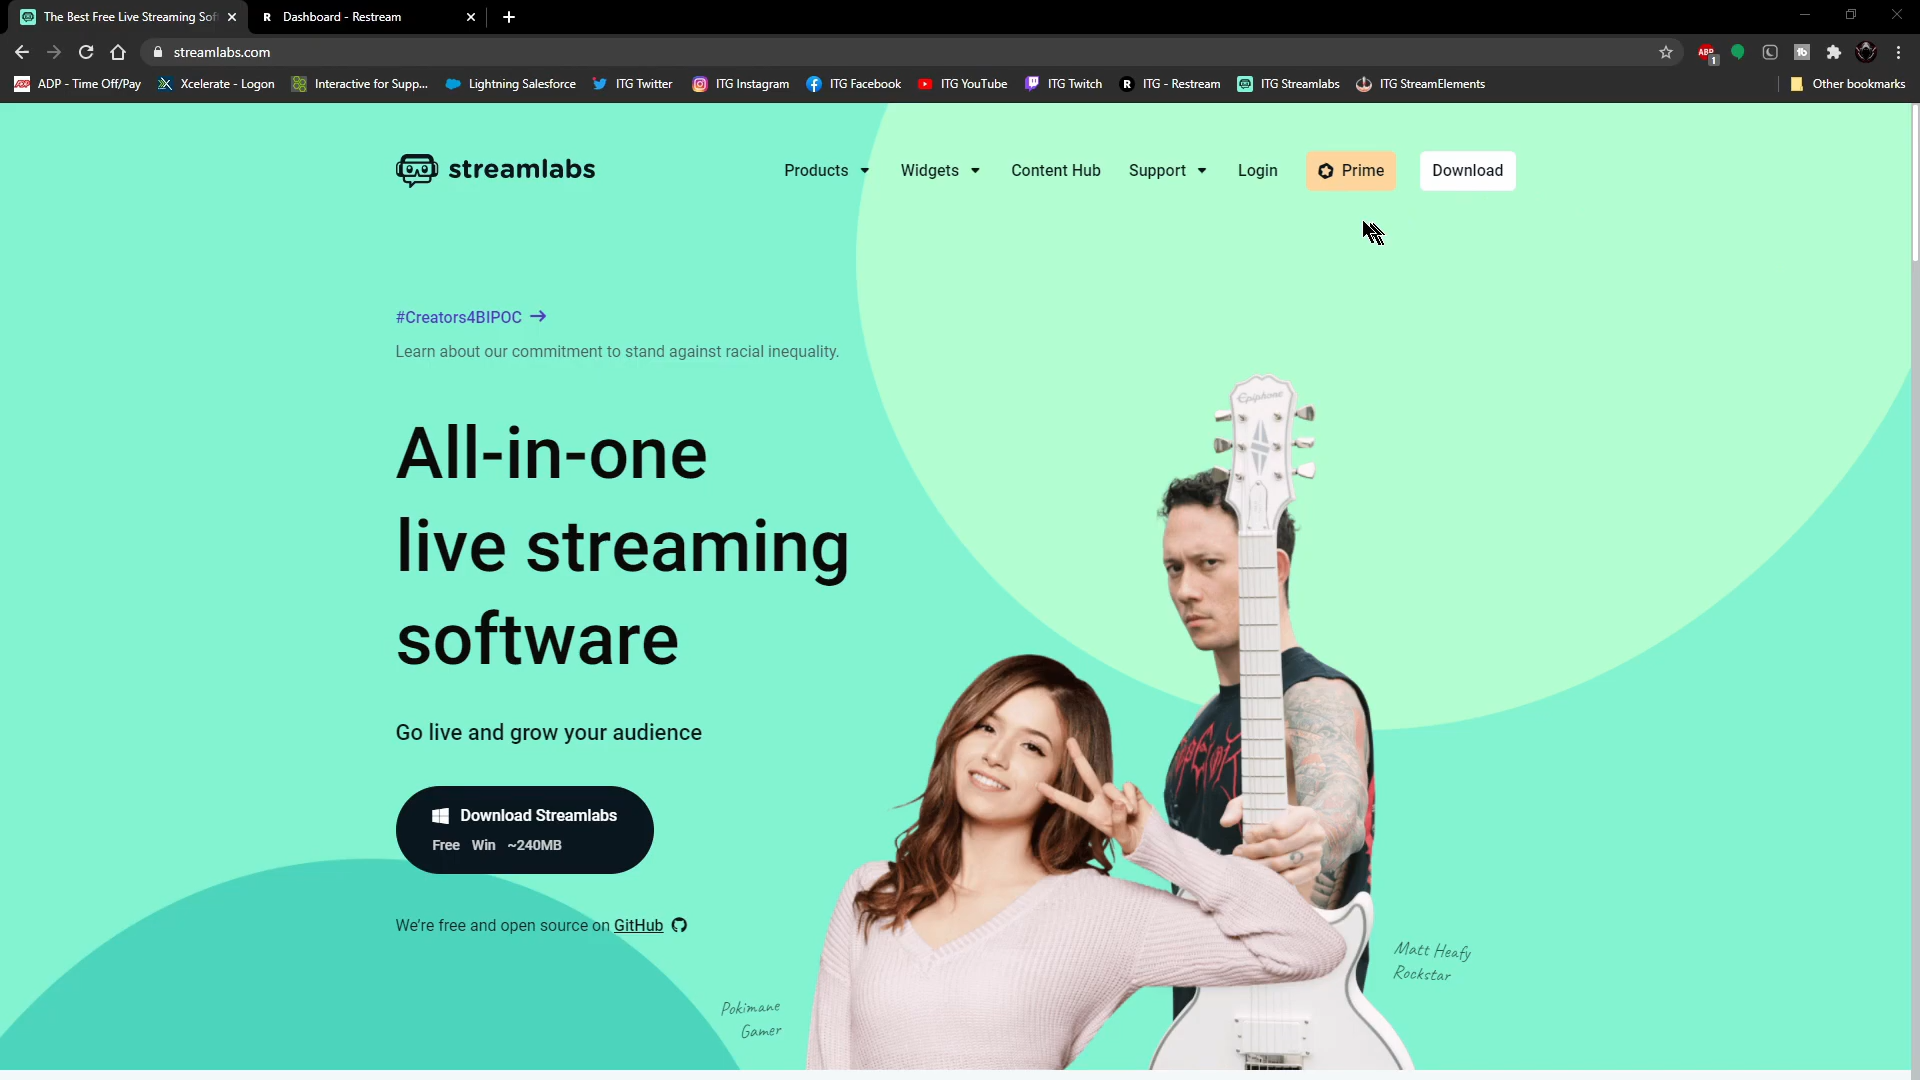 The Best Free Live Streaming Sof
Dashboard - Restream
streamlabs.com
ADP - Time Off/Pay
Xcelerate - Logon
Interactive for Supp...
Lightning Salesforce
ITG Twitter
ITG Instagram
ITG Facebook
ITG YouTube
ITG Twitch
ITG - Restream
ITG Streamlabs
ITG StreamElements
Other bookmarks
streamlabs
Products
Widgets
Content Hub
Support
Login
Prime
Download
#Creators4BIPOC →
Learn about our commitment to stand against racial inequality.
Epiphone
All-in-one
live streaming
software
Go live and grow your audience
Download Streamlabs
Free Win ~240MB
We're free and open source on GitHub
Matt Heafy
Rockstar
Pokimane
Gamer